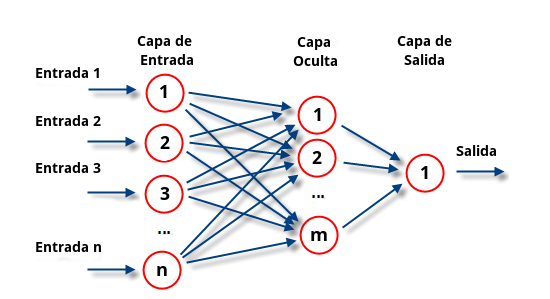 Capa de
Entrada
Capa
Oculta
Capa de
Salida
Entrada 1
1
Entrada 2
2
Entrada 3
3
...
Entrada n
n
1
2
...
m
1
Salida